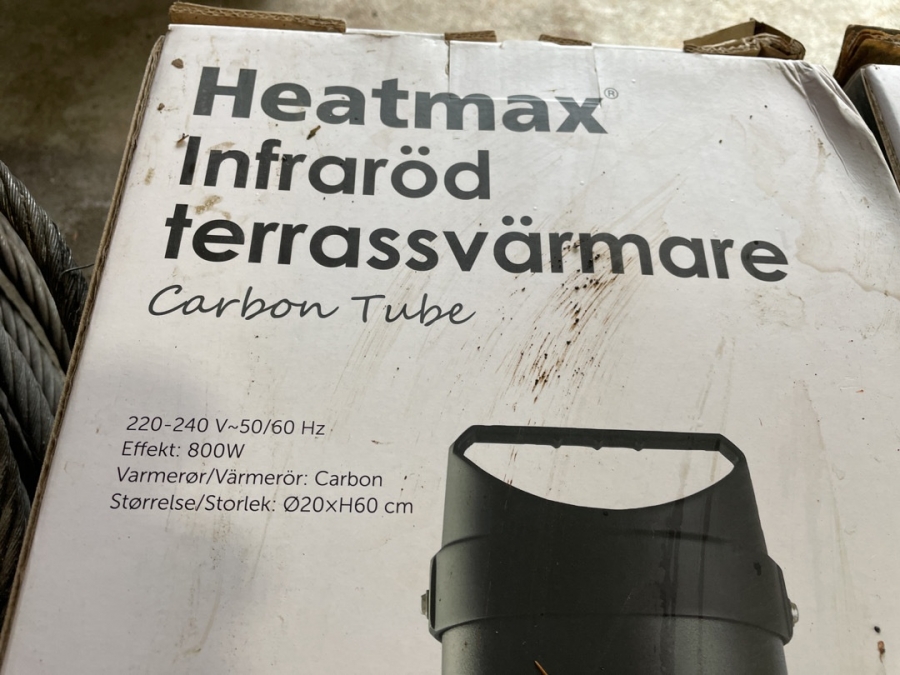 Heatmax®
Infraröd
terrassvärmare
Carbon Tube
220-240 V~50/60 Hz
Effekt: 800W
Varmerør/Värmerör: Carbon
Størrelse/Storlek: Ø20xH60 cm